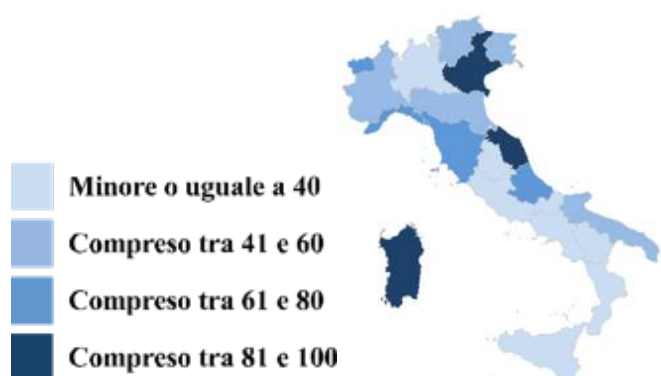 Minore o uguale a 40
Compreso tra 41 e 60
Compreso tra 61 e 80
Compreso tra 81 e 100